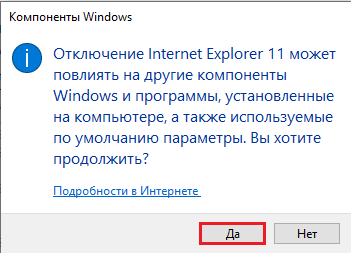 Компоненты Windows
Отключение Internet Explorer 11 может
повлиять на другие компоненты
Windows и программы, установленные
на компьютере, а также используемые
по умолчанию параметры. Вы хотите
продолжить?
Подробности в Интернете
Да
Нет